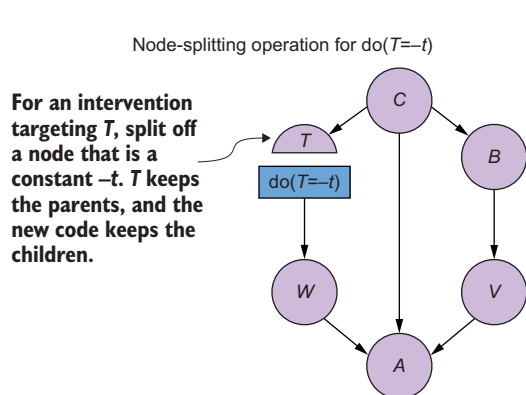 Node-splitting operation for do(T=–t)
For an intervention
targeting T, split off
a node that is a
constant –t. T keeps
the parents, and the
new code keeps the
children.
C
T
B
do(T=–t)
W
V
A